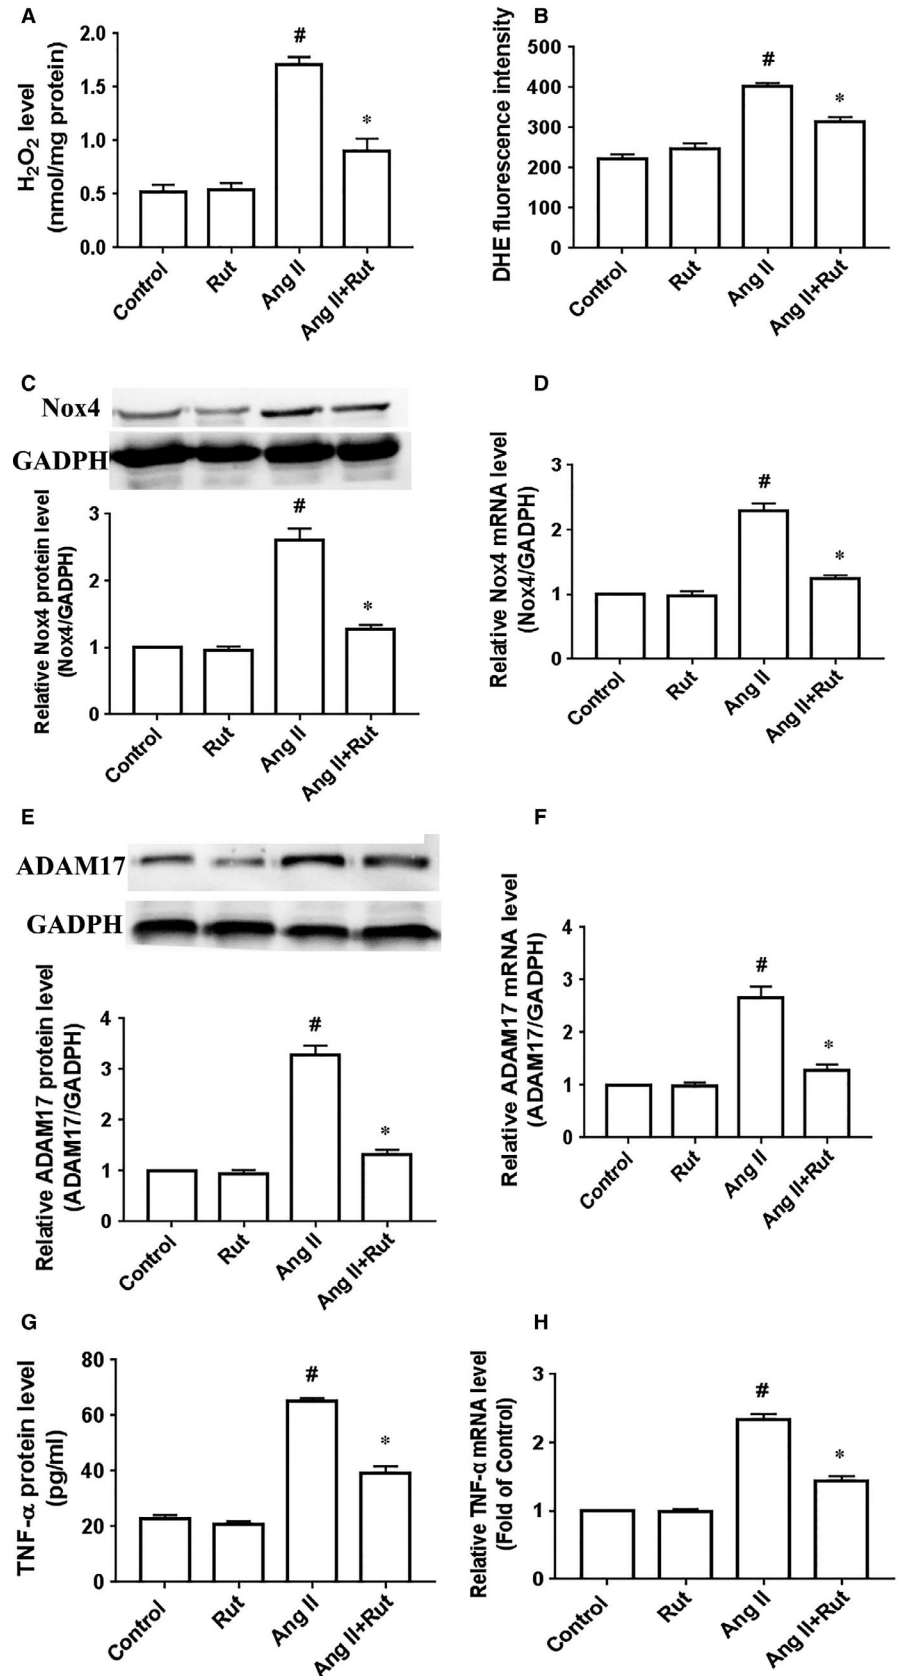 A
H2O2 level
(nmol/mg protein)
2.0
1.5
1.0
0.5
0.0
#
*
Control
Rut
Ang II
Ang II+Rut
B
DHE fluorescence intensity
500
400
300
200
100
0
#
*
Control
Rut
Ang II
Ang II+Rut
C
Nox4
GADPH
Relative Nox4 protein level
(Nox4/GADPH)
3
2
1
0
#
*
Control
Rut
Ang II
Ang II+Rut
D
Relative Nox4 mRNA level
(Nox4/GADPH)
3
2
1
0
#
*
Control
Rut
Ang II
Ang II+Rut
E
ADAM17
GADPH
Relative ADAM17 protein level
(ADAM17/GADPH)
4
3
2
1
0
#
*
Control
Rut
Ang II
Ang II+Rut
F
Relative ADAM17 mRNA level
(ADAM17/GADPH)
4
3
2
1
0
#
*
Control
Rut
Ang II
Ang II+Rut
G
TNF-α protein level
(pg/ml)
80
60
40
20
0
#
*
Control
Rut
Ang II
Ang II+Rut
H
Relative TNF-α mRNA level
(Fold of Control)
3
2
1
0
#
*
Control
Rut
Ang II
Ang II+Rut